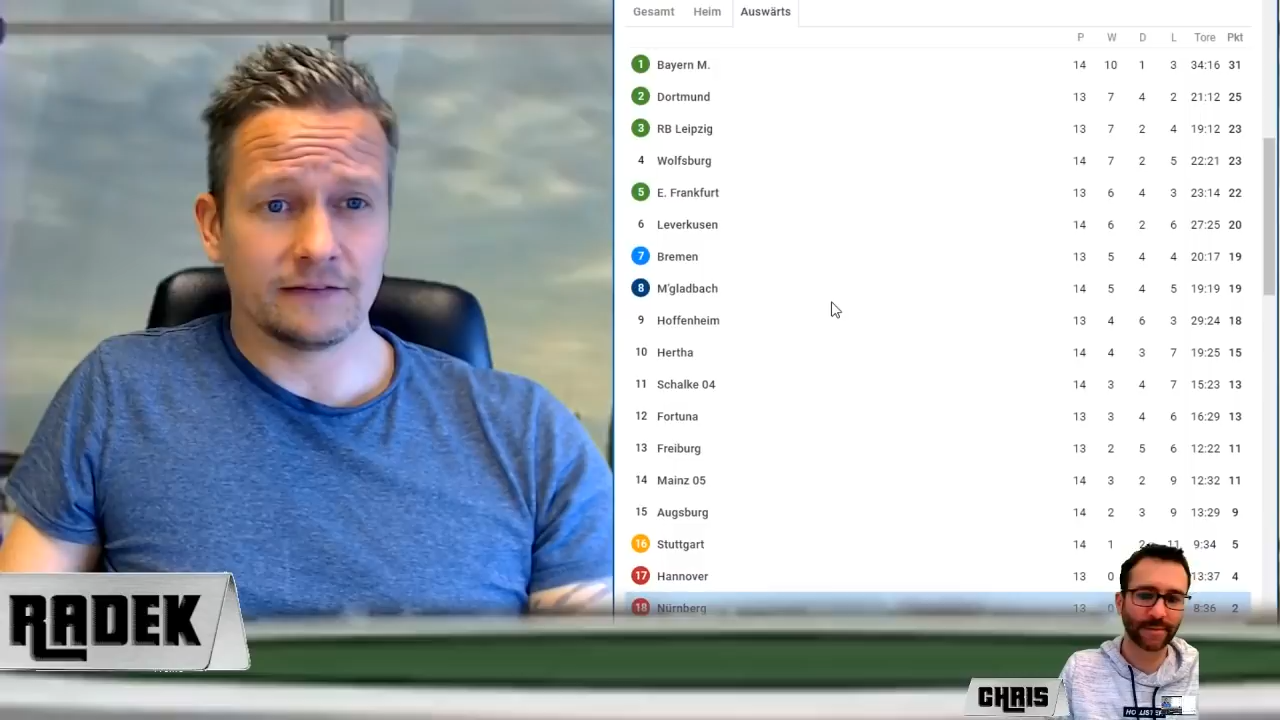 Gesamt Heim Auswärts
P W D L Tore Pkt
1 Bayern M. 14 10 1 3 34:16 31
2 Dortmund 13 7 4 2 21:12 25
3 RB Leipzig 13 7 2 4 19:12 23
4 Wolfsburg 14 7 2 5 22:21 23
5 E. Frankfurt 13 6 4 3 23:14 22
6 Leverkusen 14 6 2 6 27:25 20
7 Bremen 13 5 4 4 20:17 19
8 M'gladbach 14 5 4 5 19:19 19
9 Hoffenheim 13 4 6 3 29:24 18
10 Hertha 14 4 3 7 19:25 15
11 Schalke 04 14 3 4 7 15:23 13
12 Fortuna 13 3 4 6 16:29 13
13 Freiburg 13 2 5 6 12:22 11
14 Mainz 05 14 3 2 9 12:32 11
15 Augsburg 14 2 3 9 13:29 9
16 Stuttgart 14 1 2 11 9:34 5
17 Hannover 13 0 13:37 4
18 Nürnberg 13 0 8:36 2
RADEK
CHRIS